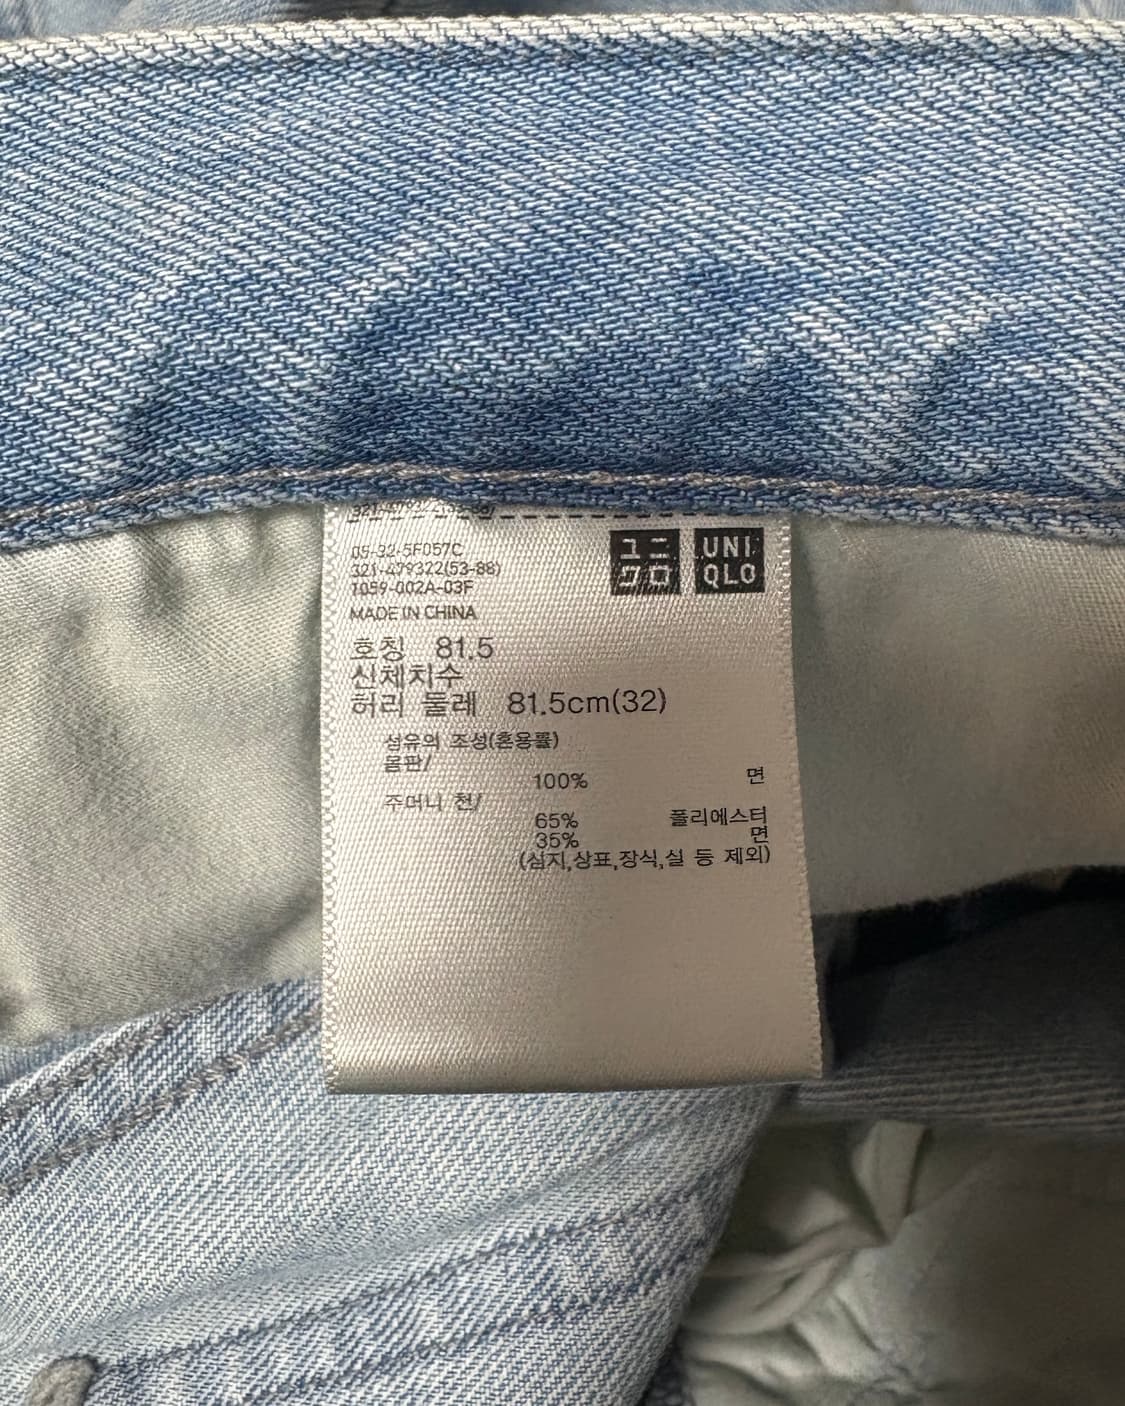 09-32-5F057C
321-479322(53-88)
1059-002A-03F
MADE IN CHINA
ユニ
クロ
UNI
QLO
호칭 81.5
신체치수
허리 둘레 81.5cm(32)
섬유의 조성(혼용률)
몸판/
100% 면
주머니 천/
65% 폴리에스터
35% 면
(심지,상표,장식,실 등 제외)